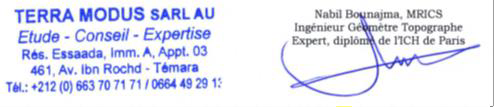 TERRA MODUS SARL AU
Etude - Conseil - Expertise
Rés. Essaada, Imm. A, Appt. 03
461, Av. Ibn Rochd - Témara
Tél.: +212 (0) 663 70 71 71 / 0664 49 29 13
Nabil Bounajma, MRICS
Ingénieur Géomètre Topographe
Expert, diplômé de l'ICH de Paris